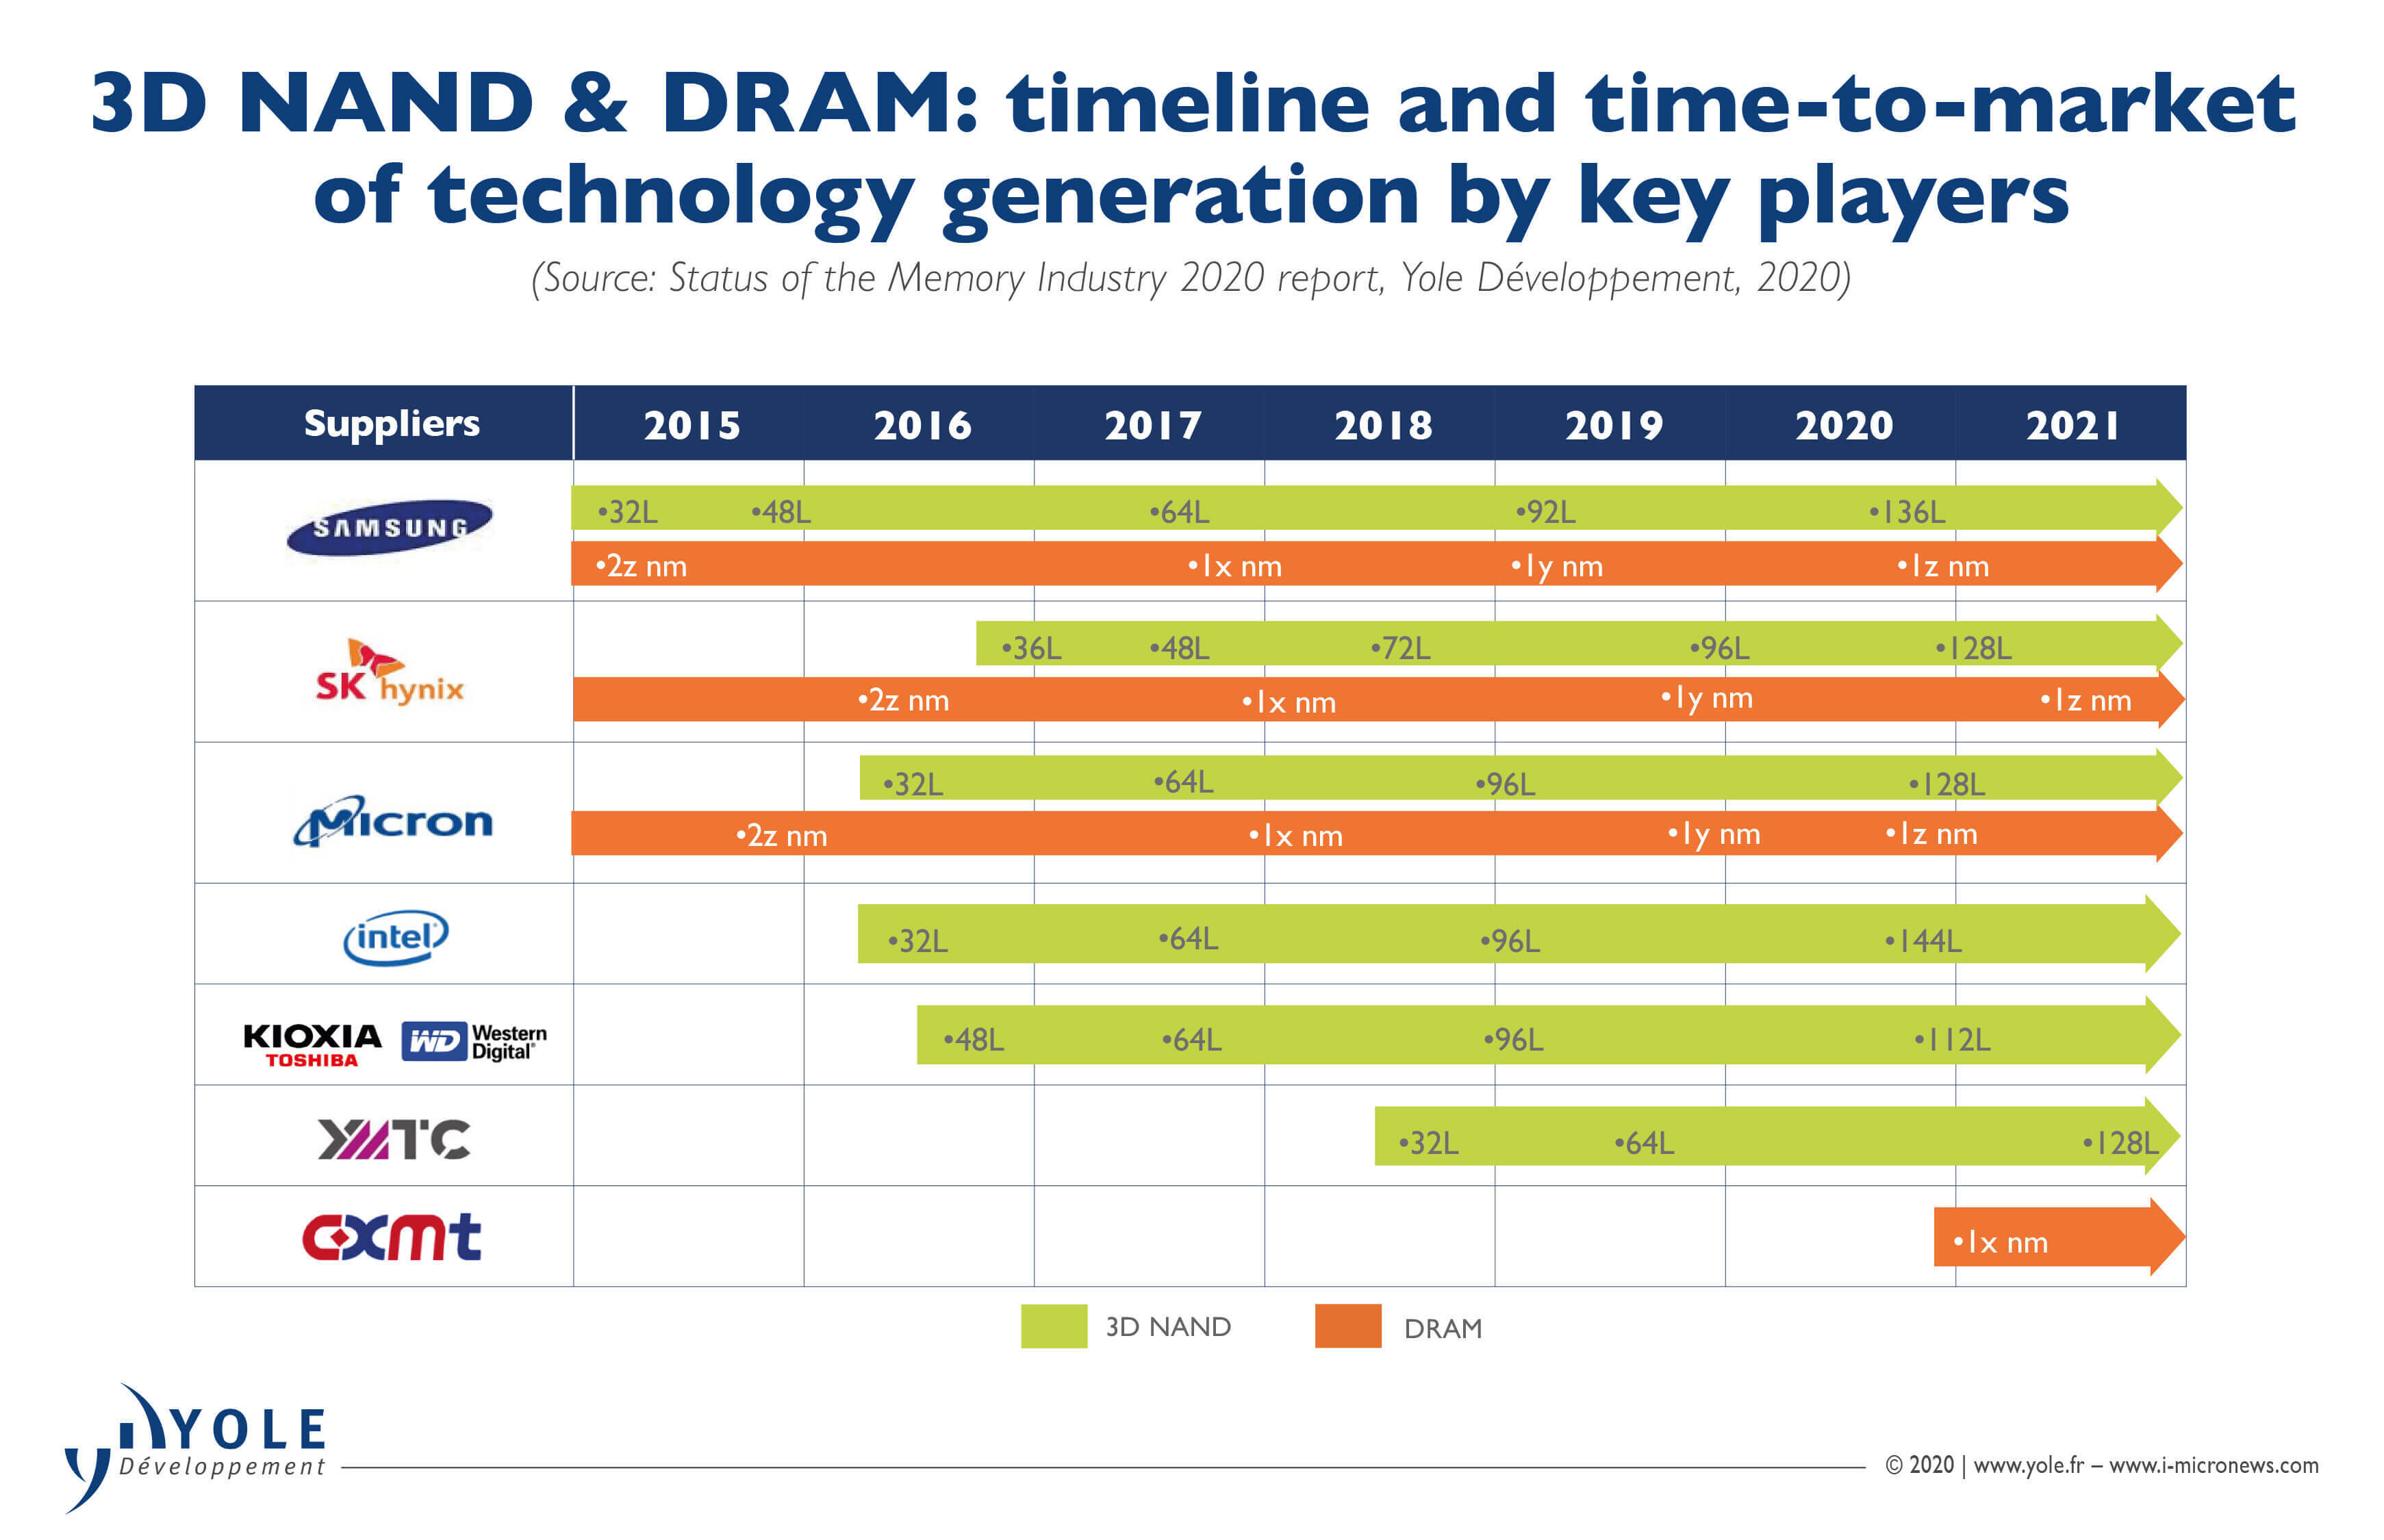 3D NAND & DRAM: timeline and time-to-market
of technology generation by key players
(Source: Status of the Memory Industry 2020 report, Yole Développement, 2020)
Suppliers 2015 2016 2017 2018 2019 2020 2021
SAMSUNG
•32L •48L •64L •92L •136L
•2z nm •1x nm •1y nm •1z nm
SK hynix
•36L •48L •72L •96L •128L
•2z nm •1x nm •1y nm •1z nm
Micron
•32L •64L •96L •128L
•2z nm •1x nm •1y nm •1z nm
intel
•32L •64L •96L •144L
KIOXIA
TOSHIBA
WD Western
Digital®
•48L •64L •96L •112L
YMTC
•32L •64L •128L
cxmt
•1x nm
3D NAND DRAM
YOLE
Développement
© 2020 | www.yole.fr – www.i-micronews.com